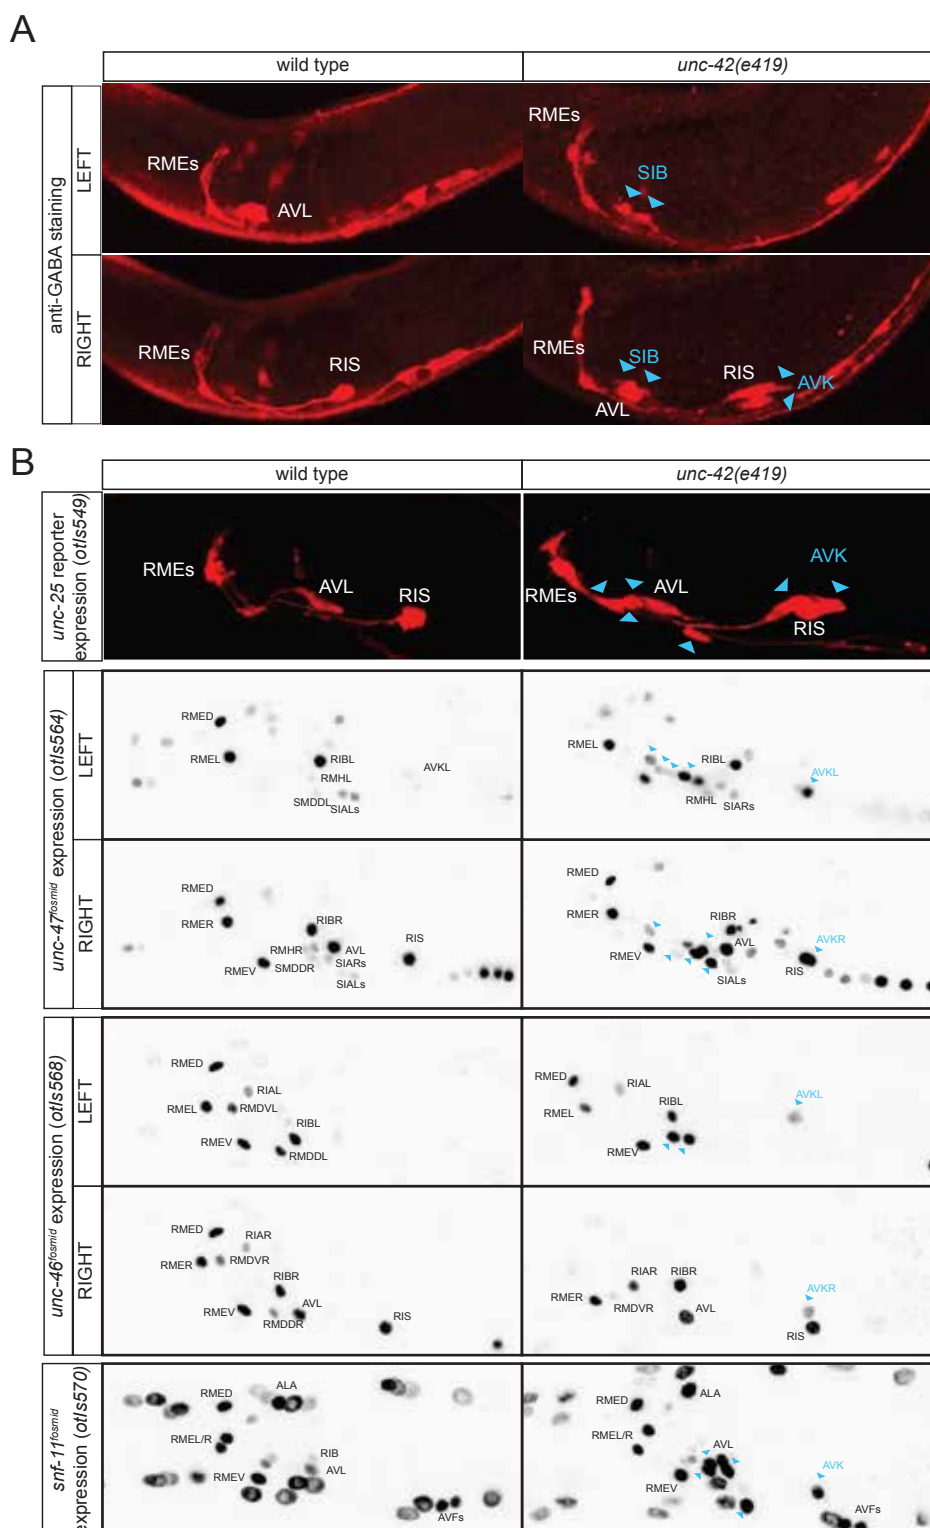 A
wild type
unc-42(e419)
anti-GABA staining
LEFT
RMEs
AVL
RMEs
SIB
RIGHT
RMEs
RIS
RMEs
SIB
AVL
RIS
AVK
B
wild type
unc-42(e419)
unc-25 reporter
expression (otIs549)
RMEs
AVL
RIS
RMEs
AVL
AVK
RIS
unc-47fosmid expression (otIs564)
LEFT
RMED
RMEL
RIBL
RMHL
AVKL
SMDDL
SIALs
RMEL
RIBL
AVKL
RMHL
SIARs
RIGHT
RMED
RMER
RIBR
RMHR
AVL
RIS
RMEV
SMDDR
SIARs
SIALs
RMED
RMER
RIBR
AVL
AVKR
RMEV
RIS
SIALs
unc-46fosmid expression (otIs568)
LEFT
RMED
RIAL
RMEL
RMDVL
RIBL
RMEV
RMDDL
RMED
RIAL
RMEL
RIBL
AVKL
RMEV
RIGHT
RMED
RIAR
RMER
RMDVR
RIBR
RMEV
AVL
RMDDR
RIS
RIAR
RIBR
RMER
RMDVR
AVL
AVKR
RIS
snf-11fosmid
expression (otIs570)
RMED
ALA
RMEL/R
RIB
RMEV
AVL
AVFs
RMED
ALA
RMEL/R
AVL
RMEV
AVK
AVFs